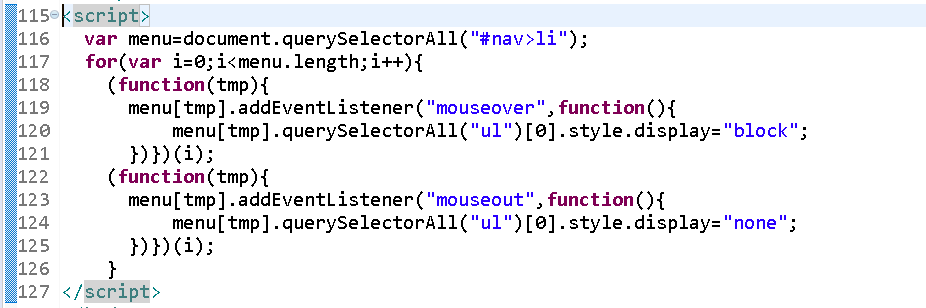 115 <script>
116 var menu=document.querySelectorAll("#nav>li");
117 for(var i=0;i<menu.length;i++){
118 (function(tmp){
119 menu[tmp].addEventListener("mouseover",function(){
120 menu[tmp].querySelectorAll("ul")[0].style.display="block";
121 })})(i);
122 (function(tmp){
123 menu[tmp].addEventListener("mouseout",function(){
124 menu[tmp].querySelectorAll("ul")[0].style.display="none";
125 })})(i);
126 }
127 </script>